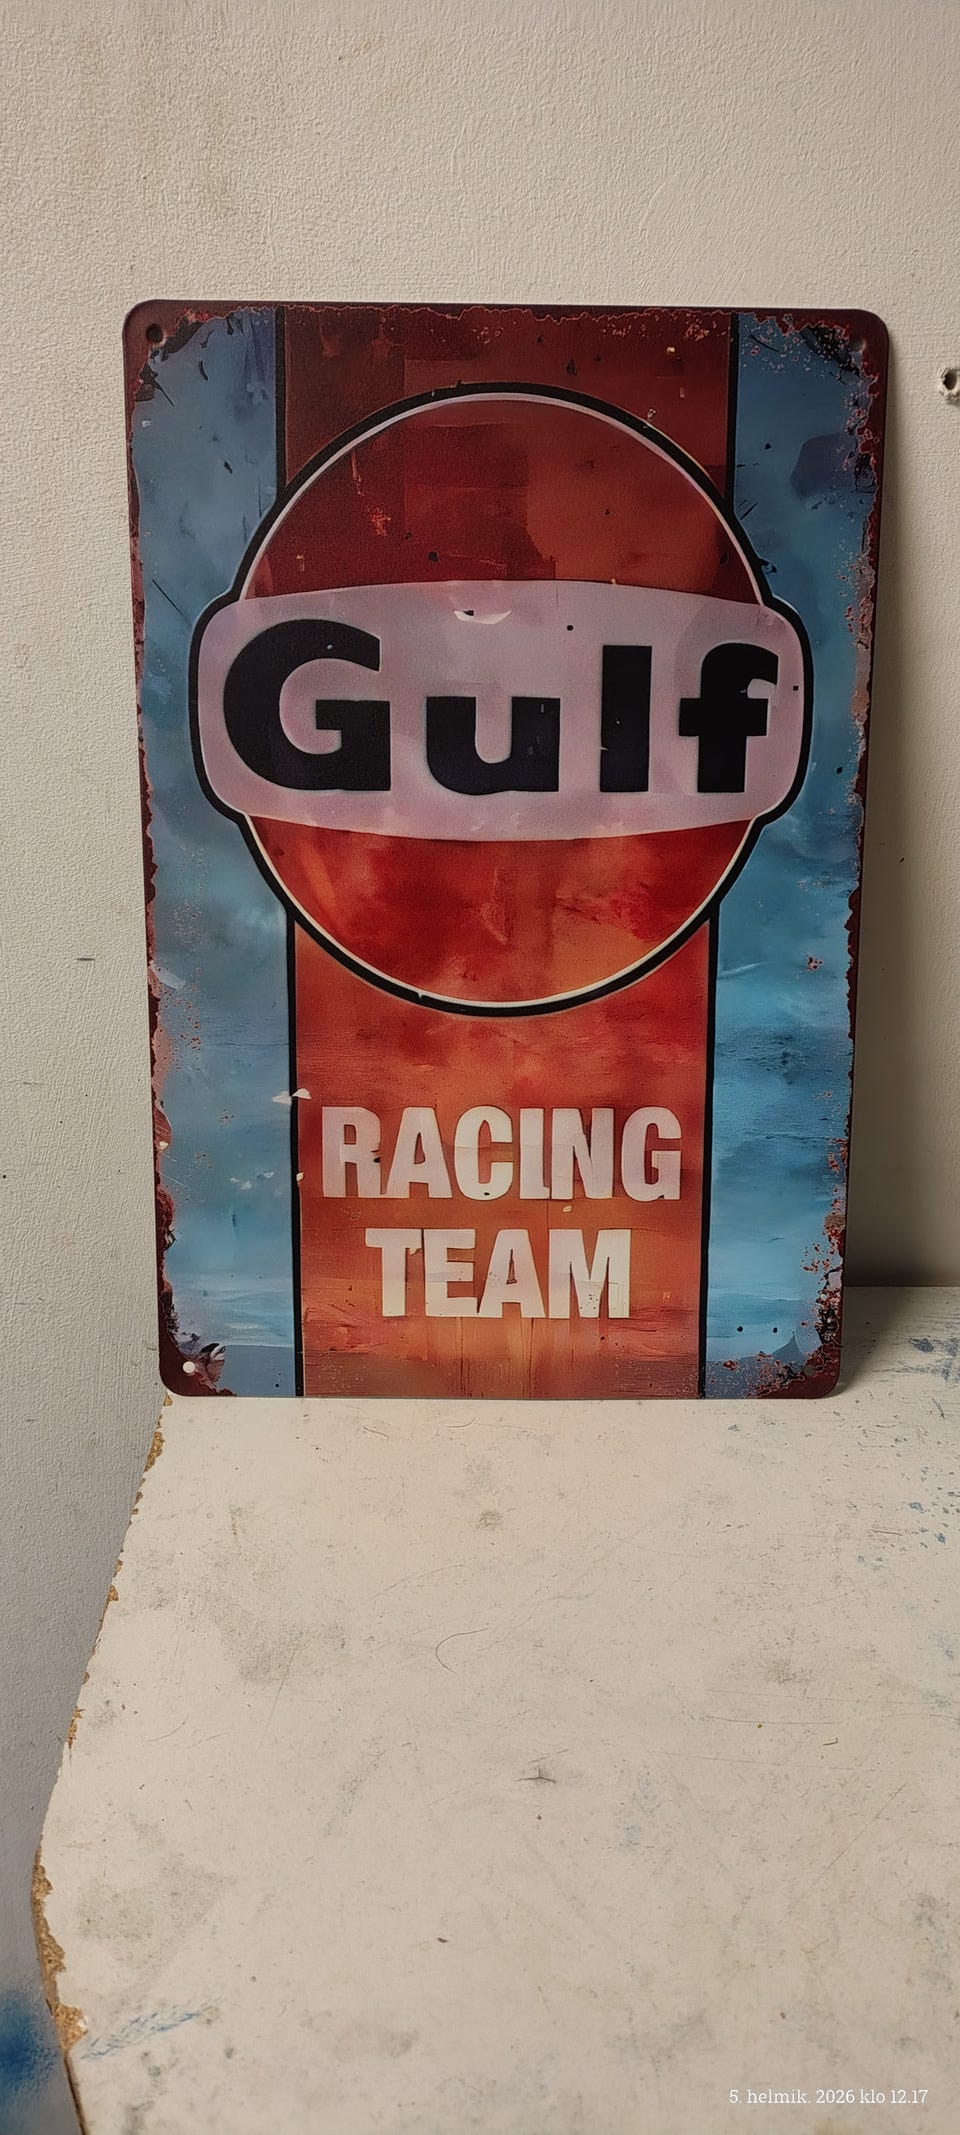 Gulf
RACING
TEAM
5. helmik. 2026 klo 12.17